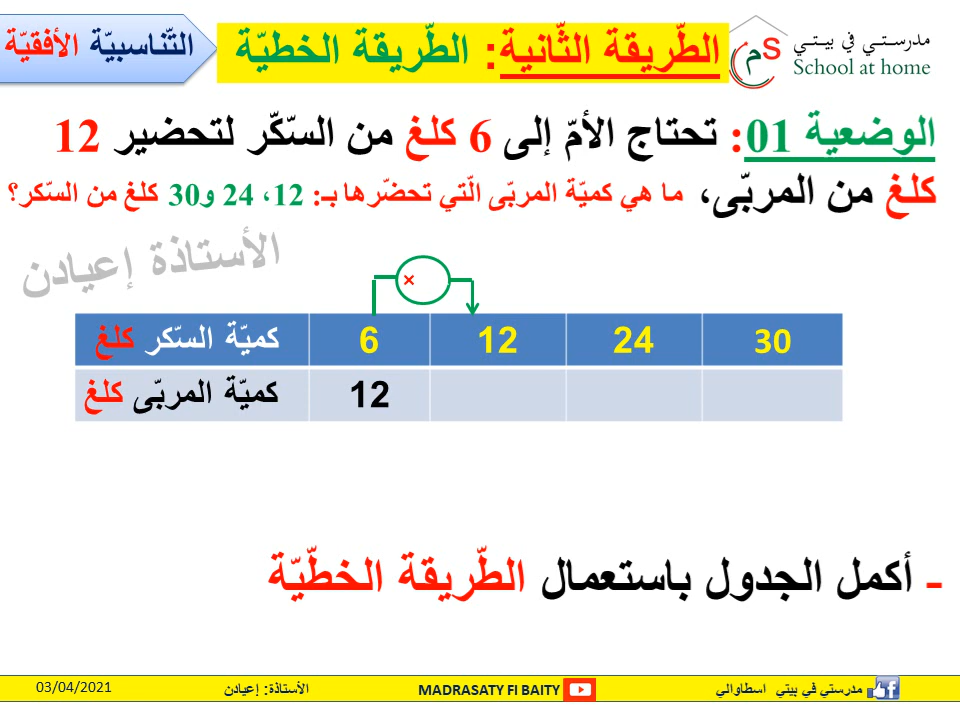 مدرسـتـي في بيـتـي
School at home
مS
الطّريقة الثّانية: الطّريقة الخطيّة
التّناسبيّة الأفقيّة
الوضعية 01: تحتاج الأمّ إلى 6 كلغ من السّكّر لتحضير 12
كلغ من المربّى، ما هي كميّة المربّى الّتي تحضّرها بـ: 12، 24 و30 كلغ من السّكر؟
الأستاذة إعيادن
×
كميّة السّكر كلغ 6 12 24 30
كميّة المربّى كلغ 12
- أكمل الجدول باستعمال الطّريقة الخطّيّة
مدرستي في بيتي اسطاوالي
MADRASATY FI BAITY
الأستاذة: إعيادن
03/04/2021